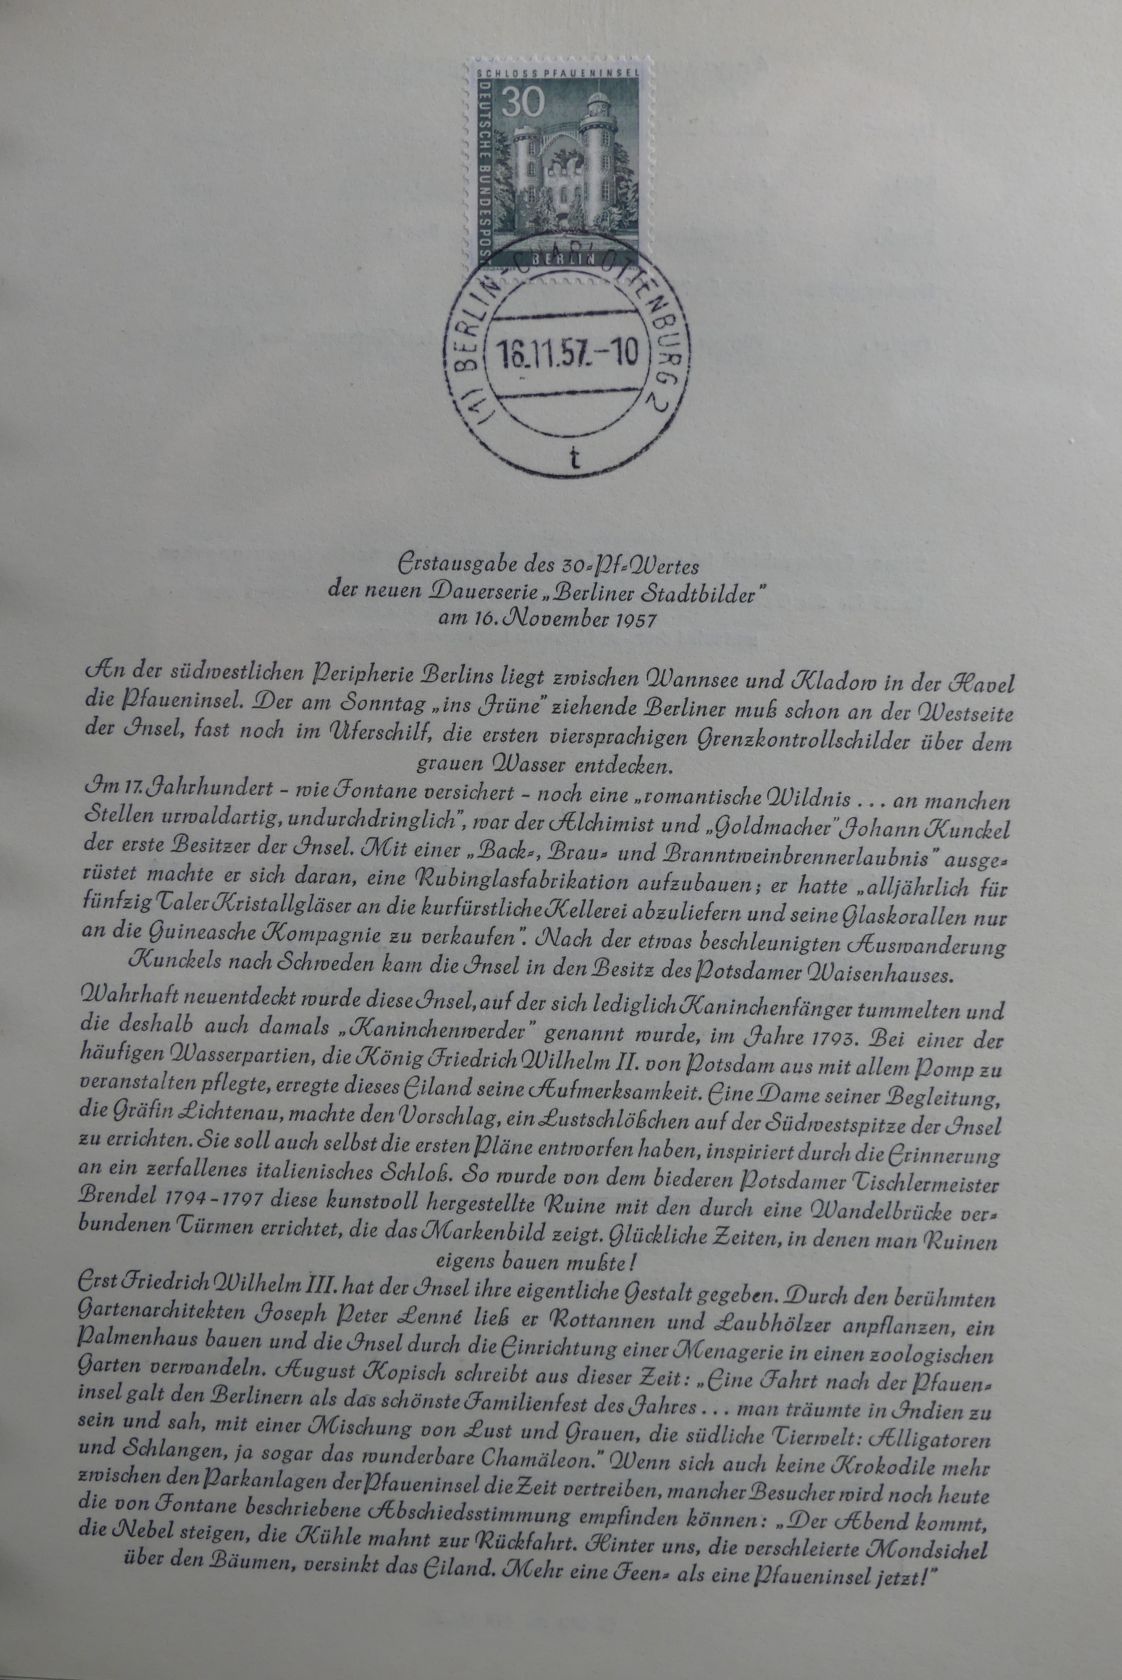 SCHLOSS PFAUENINSEL
30
DEUTSCHE BUNDESPOST
BERLIN
(1) BERLIN-CHARLOTTENBURG 2
16.11.57.-10
t
Erstausgabe des 30-Pf-Wertes
der neuen Dauerserie „Berliner Stadtbilder”
am 16. November 1957
An der südwestlichen Peripherie Berlins liegt zwischen Wannsee und Kladow in der Havel
die Pfaueninsel. Der am Sonntag „ins Jrüne” ziehende Berliner muß schon an der Westseite
der Insel, fast noch im Uferschilf, die ersten viersprachigen Grenzkontrollschilder über dem
grauen Wasser entdecken.
Im 17. Jahrhundert – wie Fontane versichert – noch eine „romantische Wildnis ... an manchen
Stellen urwaldartig, undurchdringlich”, war der Alchimist und „Goldmacher” Johann Kunckel
der erste Besitzer der Insel. Mit einer „Back-, Brau- und Branntweinbrennerlaubnis” ausge-
rüstet machte er sich daran, eine Rubinglasfabrikation aufzubauen; er hatte „alljährlich für
fünfzig Taler Kristallgläser an die kurfürstliche Kellerei abzuliefern und seine Glaskorallen nur
an die Guineasche Kompagnie zu verkaufen”. Nach der etwas beschleunigten Auswanderung
Kunckels nach Schweden kam die Insel in den Besitz des Potsdamer Waisenhauses.
Wahrhaft neuentdeckt wurde diese Insel, auf der sich lediglich Kaninchenfänger tummelten und
die deshalb auch damals „Kaninchenwerder” genannt wurde, im Jahre 1793. Bei einer der
häufigen Wasserpartien, die König Friedrich Wilhelm II. von Potsdam aus mit allem Pomp zu
veranstalten pflegte, erregte dieses Eiland seine Aufmerksamkeit. Eine Dame seiner Begleitung,
die Gräfin Lichtenau, machte den Vorschlag, ein Lustschlößchen auf der Südwestspitze der Insel
zu errichten. Sie soll auch selbst die ersten Pläne entworfen haben, inspiriert durch die Erinnerung
an ein zerfallenes italienisches Schloß. So wurde von dem biederen Potsdamer Tischlermeister
Brendel 1794-1797 diese kunstvoll hergestellte Ruine mit den durch eine Wandelbrücke ver-
bundenen Türmen errichtet, die das Markenbild zeigt. Glückliche Zeiten, in denen man Ruinen
eigens bauen mußte!
Erst Friedrich Wilhelm III. hat der Insel ihre eigentliche Gestalt gegeben. Durch den berühmten
Gartenarchitekten Joseph Peter Lenné ließ er Rottannen und Laubhölzer anpflanzen, ein
Palmenhaus bauen und die Insel durch die Einrichtung einer Menagerie in einen zoologischen
Garten verwandeln. August Kopisch schreibt aus dieser Zeit: „Eine Fahrt nach der Pfauen-
insel galt den Berlinern als das schönste Familienfest des Jahres ... man träumte in Indien zu
sein und sah, mit einer Mischung von Lust und Grauen, die südliche Tierwelt: Alligatoren
und Schlangen, ja sogar das wunderbare Chamäleon.” Wenn sich auch keine Krokodile mehr
zwischen den Parkanlagen der Pfaueninsel die Zeit vertreiben, mancher Besucher wird noch heute
die von Fontane beschriebene Abschiedsstimmung empfinden können: „Der Abend kommt,
die Nebel steigen, die Kühle mahnt zur Rückfahrt. Hinter uns, die verschleierte Mondsichel
über den Bäumen, versinkt das Eiland. Mehr eine Feen- als eine Pfaueninsel jetzt!”